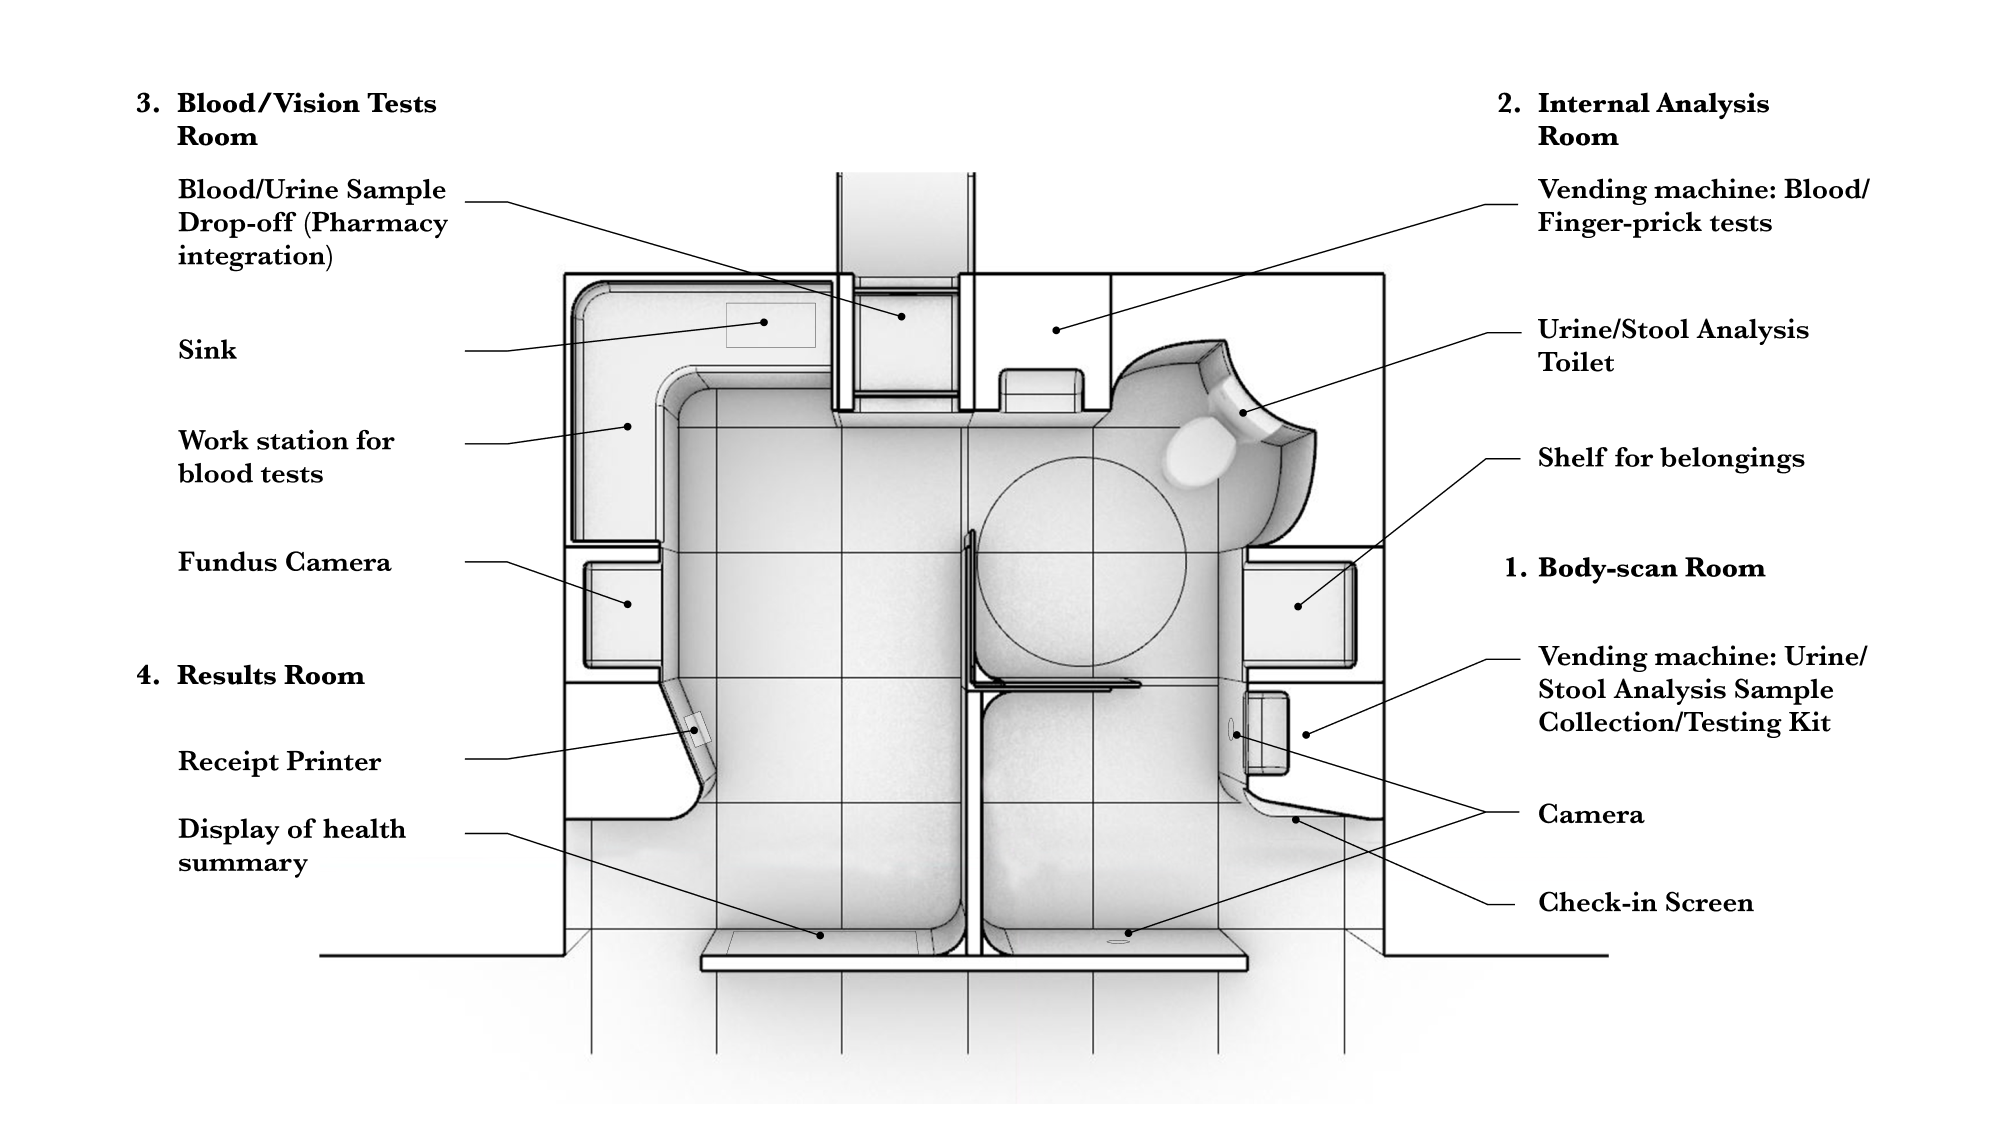 3. Blood/Vision Tests
Room
Blood/Urine Sample
Drop-off (Pharmacy
integration)
Sink
Work station for
blood tests
Fundus Camera
4. Results Room
Receipt Printer
Display of health
summary
2. Internal Analysis
Room
Vending machine: Blood/
Finger-prick tests
Urine/Stool Analysis
Toilet
Shelf for belongings
1. Body-scan Room
Vending machine: Urine/
Stool Analysis Sample
Collection/Testing Kit
Camera
Check-in Screen